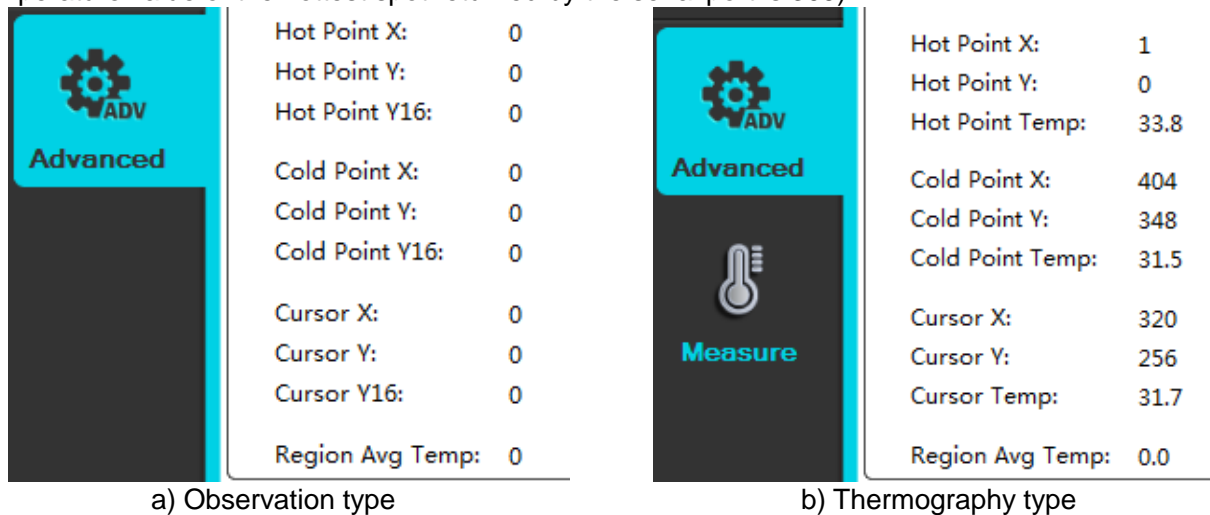 Hot Point X: 0
Hot Point Y: 0
Hot Point Y16: 0
ADV
Advanced
Cold Point X: 0
Cold Point Y: 0
Cold Point Y16: 0
Cursor X: 0
Cursor Y: 0
Cursor Y16: 0
Region Avg Temp: 0
a) Observation type
Hot Point X: 1
Hot Point Y: 0
Hot Point Temp: 33.8
ADV
Advanced
Cold Point X: 404
Cold Point Y: 348
Cold Point Temp: 31.5
Cursor X: 320
Measure
Cursor Y: 256
Cursor Temp: 31.7
Region Avg Temp: 0.0
b) Thermography type